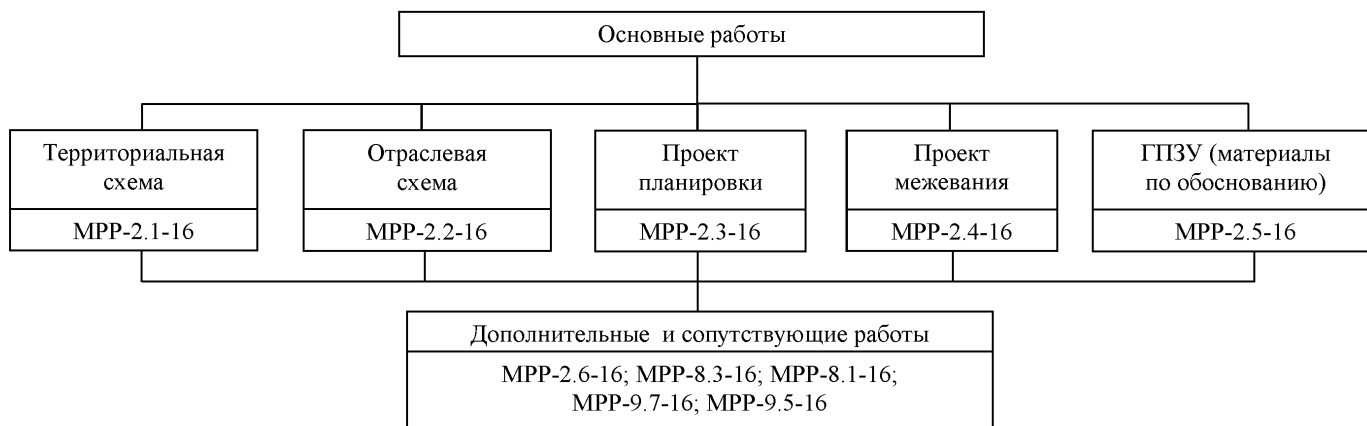 Основные работы
Территориальная
схема
МРР-2.1-16
Отраслевая
схема
МРР-2.2-16
Проект
планировки
МРР-2.3-16
Проект
межевания
МРР-2.4-16
ГПЗУ (материалы
по обоснованию)
МРР-2.5-16
Дополнительные и сопутствующие работы
МРР-2.6-16; МРР-8.3-16; МРР-8.1-16;
МРР-9.7-16; МРР-9.5-16